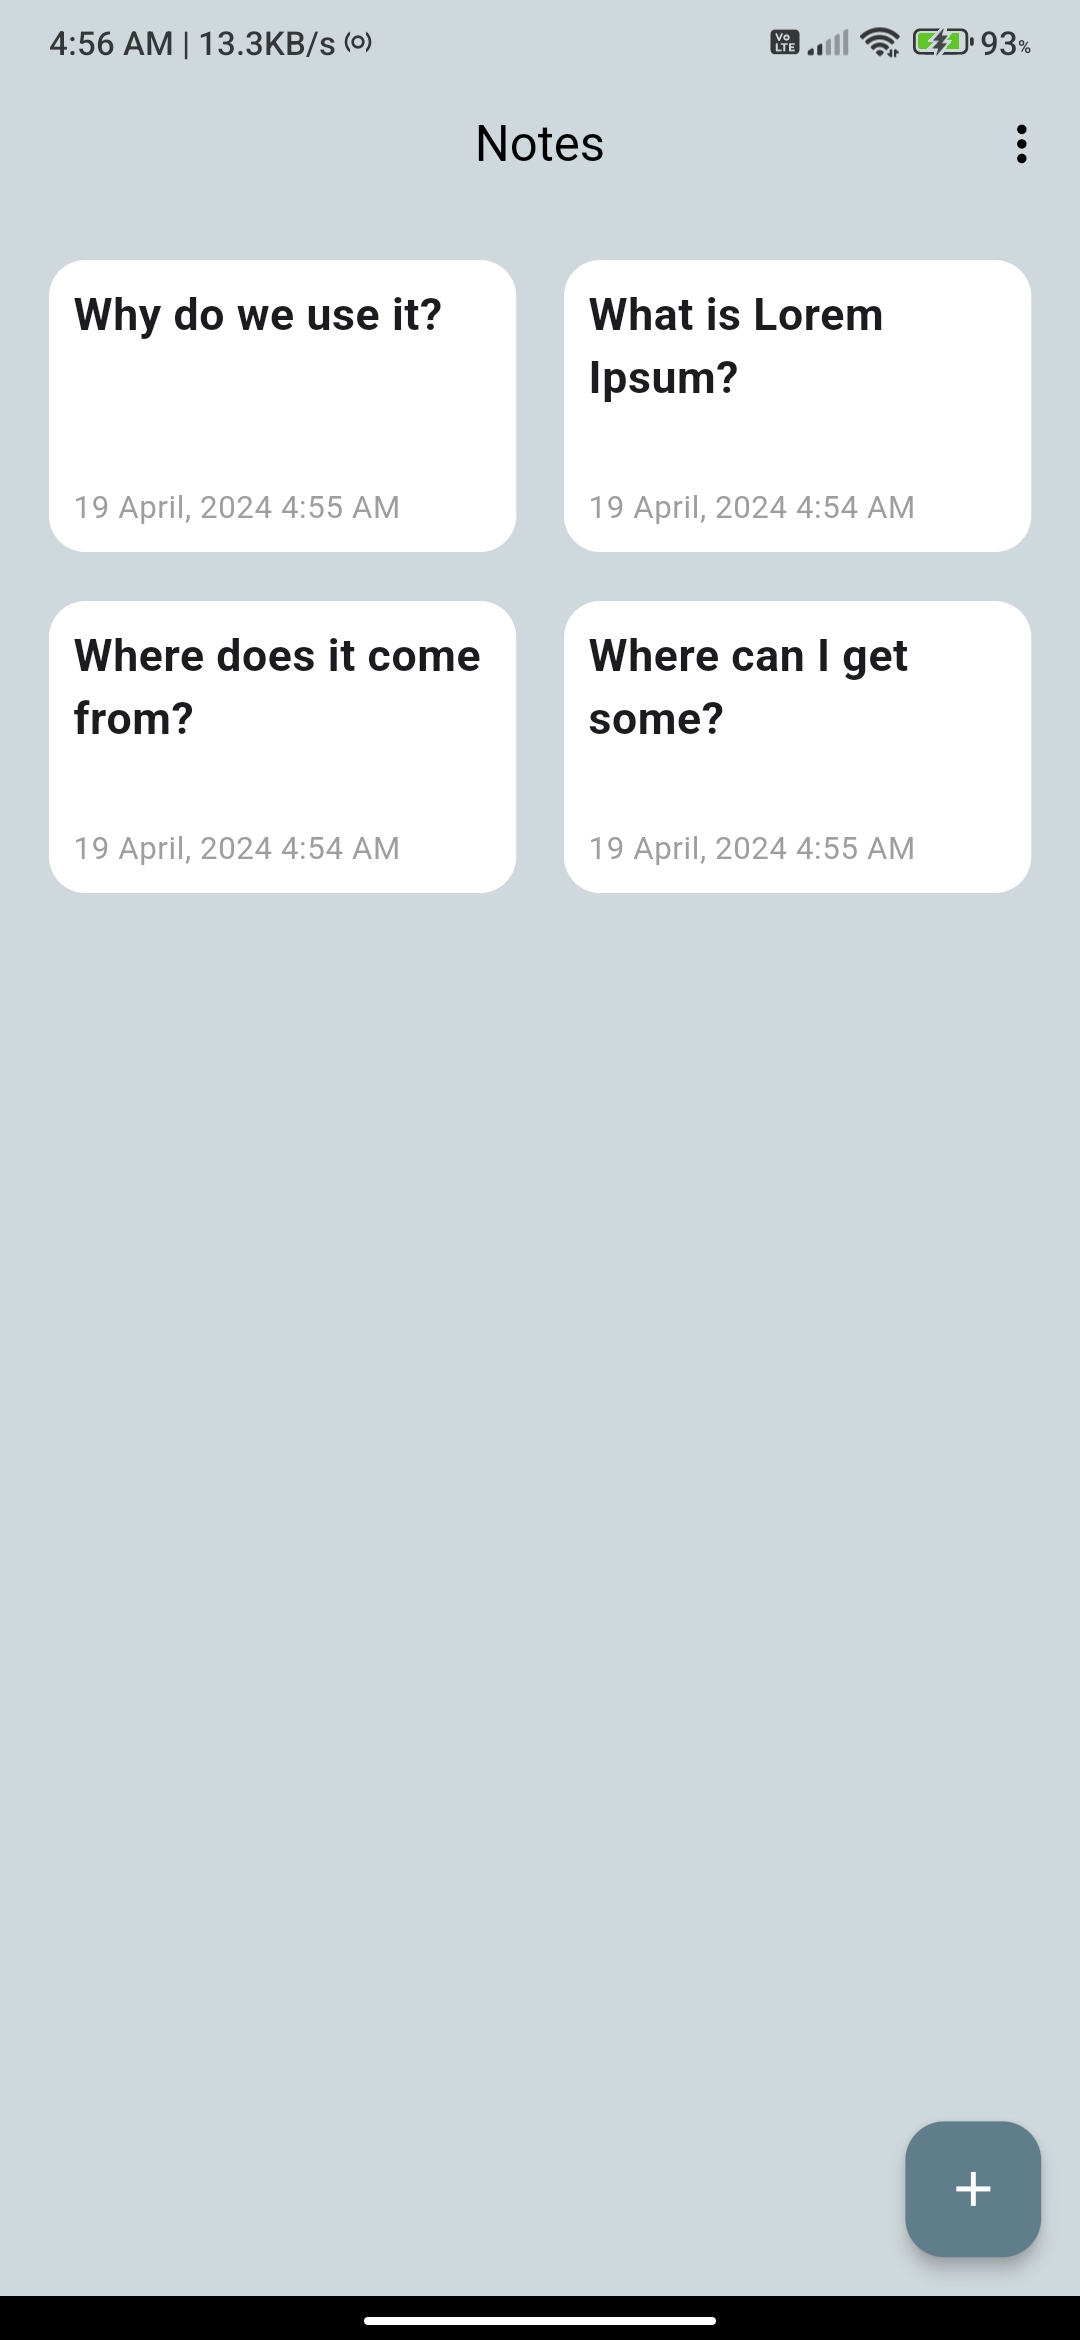 4:56 AM | 13.3KB/s
Vo LTE
93%
Notes
Why do we use it?
19 April, 2024 4:55 AM
What is Lorem
Ipsum?
19 April, 2024 4:54 AM
Where does it come
from?
19 April, 2024 4:54 AM
Where can I get
some?
19 April, 2024 4:55 AM